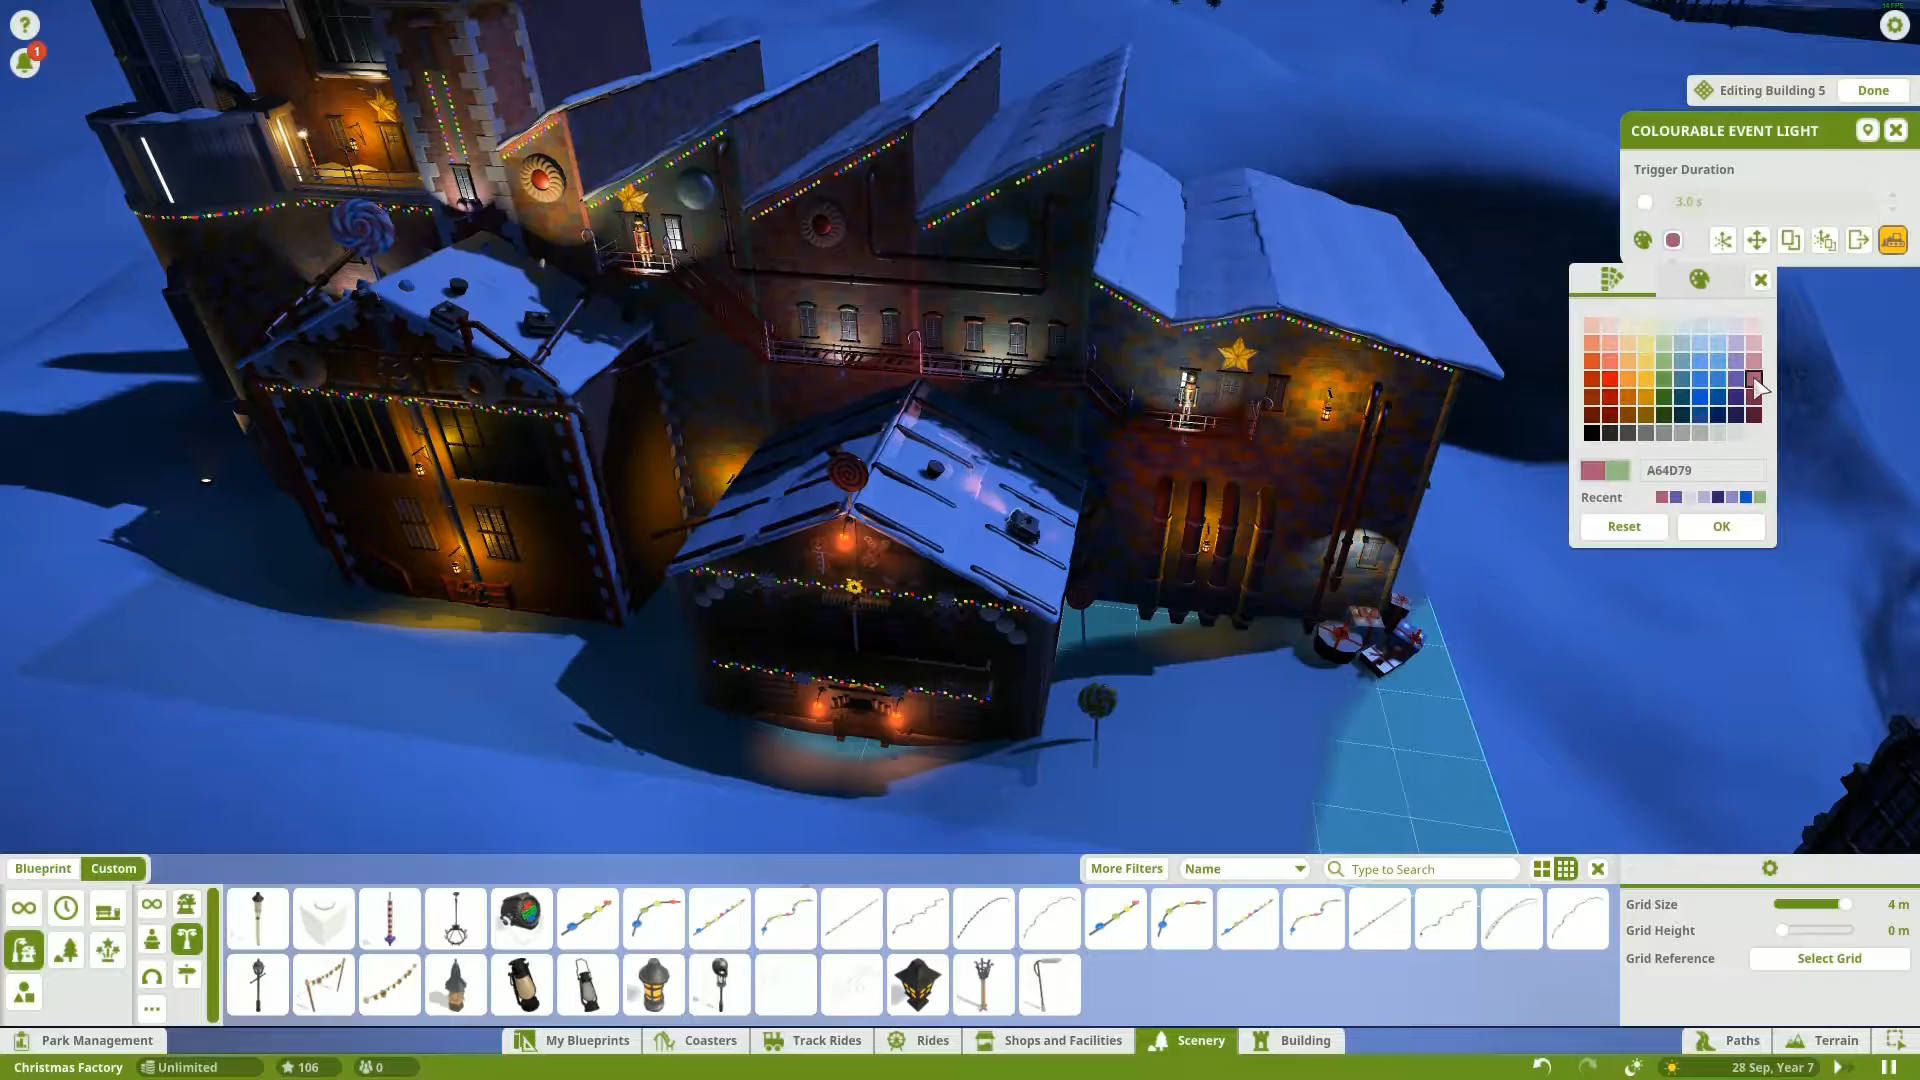 14 FPS
?
1
Editing Building 5
Done
COLOURABLE EVENT LIGHT
Trigger Duration
3.0 s
A64D79
Recent
Reset
OK
Blueprint
Custom
More Filters
Name
Type to Search
Grid Size
4 m
Grid Height
0 m
Grid Reference
Select Grid
Park Management
My Blueprints
Coasters
Track Rides
Rides
Shops and Facilities
Scenery
Building
Paths
Terrain
Christmas Factory
Unlimited
106
0
28 Sep, Year 7